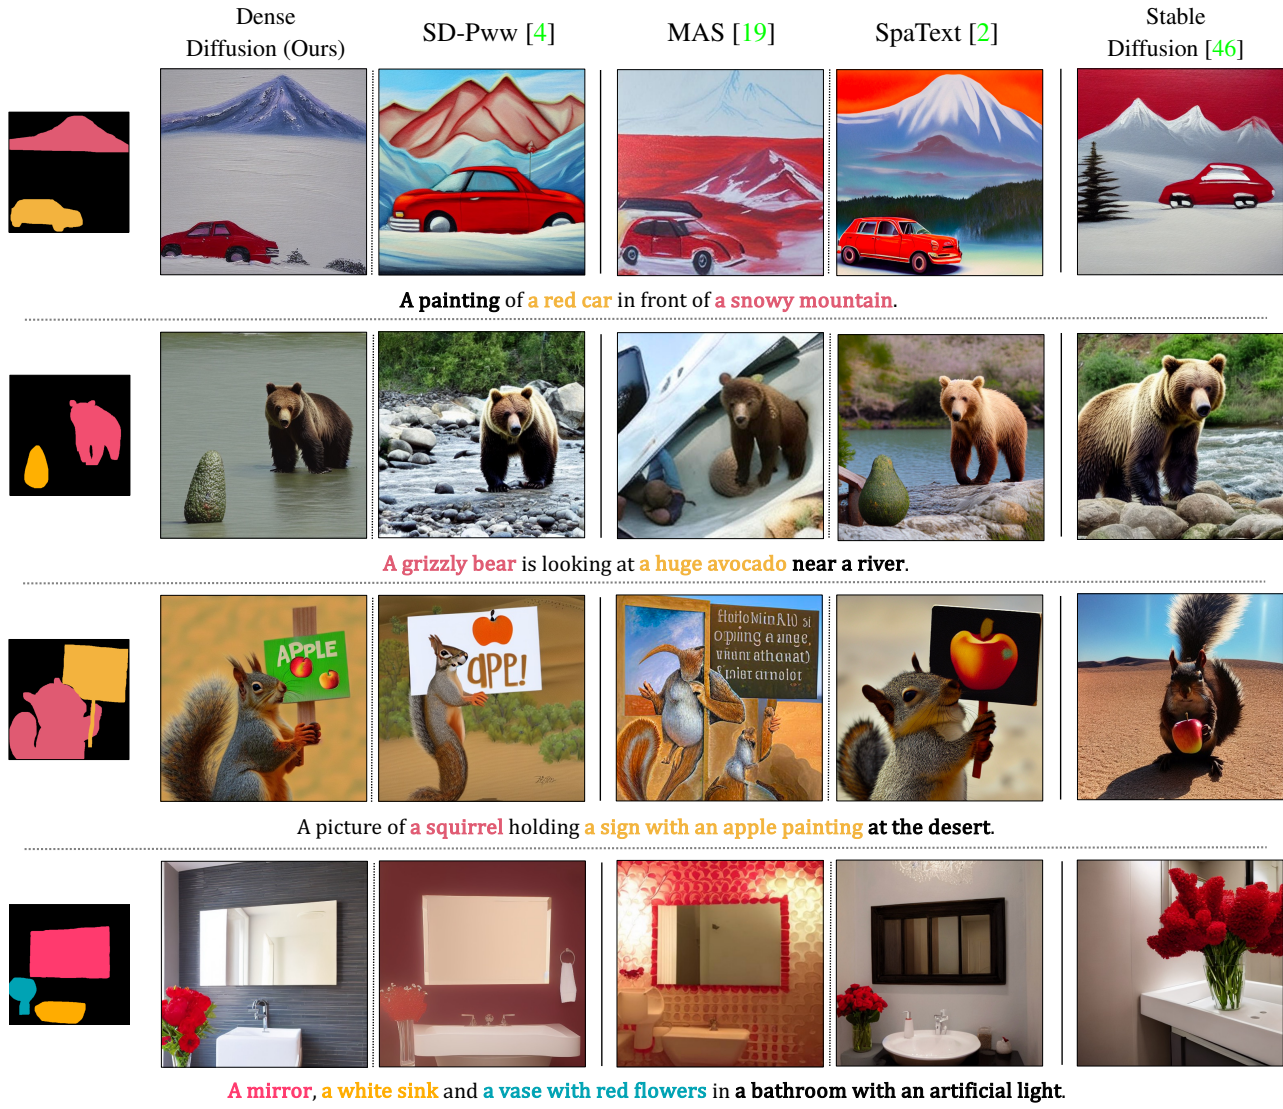 Dense
Diffusion (Ours)
SD-Pww [4]
MAS [19]
SpaText [2]
Stable
Diffusion [46]
A painting of a red car in front of a snowy mountain.
A grizzly bear is looking at a huge avocado near a river.
APPLE
APE!
A picture of a squirrel holding a sign with an apple painting at the desert.
A mirror, a white sink and a vase with red flowers in a bathroom with an artificial light.